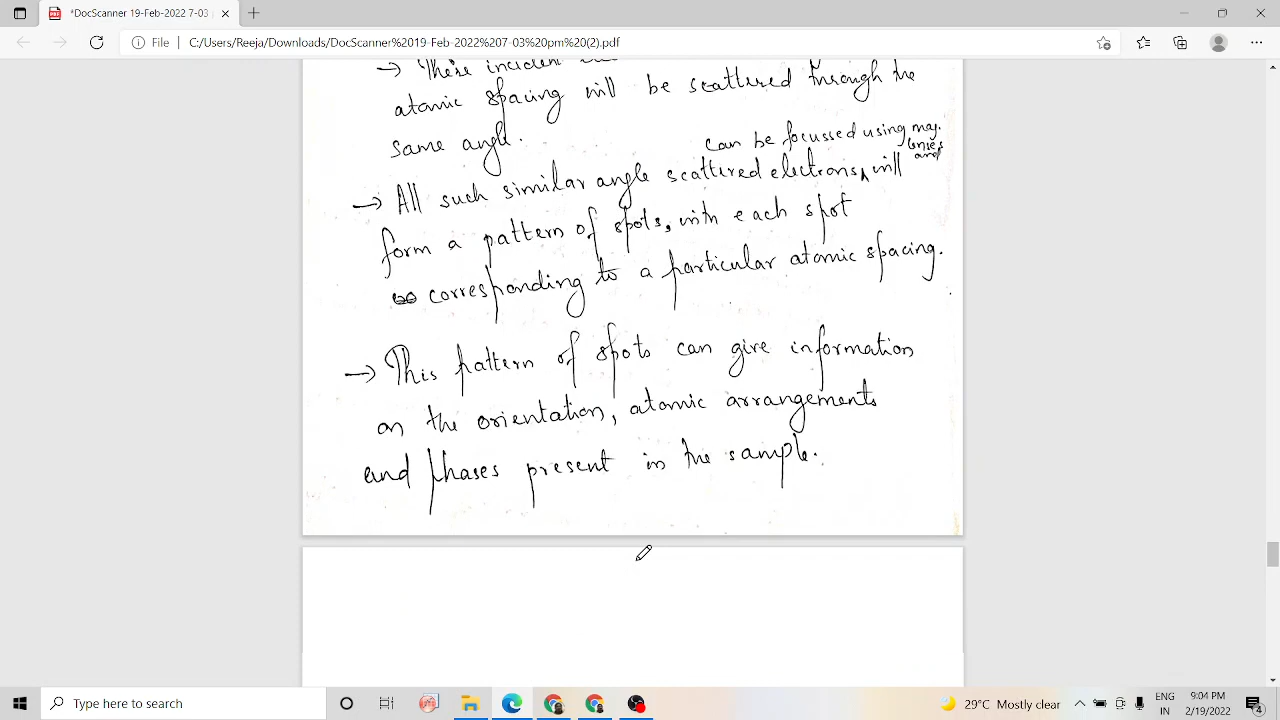 *DocScanner 19-Feb-2022 7-03
File C:/Users/Reeja/Downloads/DocScanner%2019-Feb-2022%207-03%20pm%20(2).pdf
→ These incident
atomic spacing will be scattered through the
same angle.
can be focussed using mag. lenses and
→ All such similar angle scattered electrons ∧ will
form a pattern of spots, with each spot
corresponding to a particular atomic spacing.
→ This pattern of spots can give information
on the orientation, atomic arrangements
and phases present in the sample.
Type here to search
29°C Mostly clear
ENG
IN
9:04 PM
2/19/2022
4